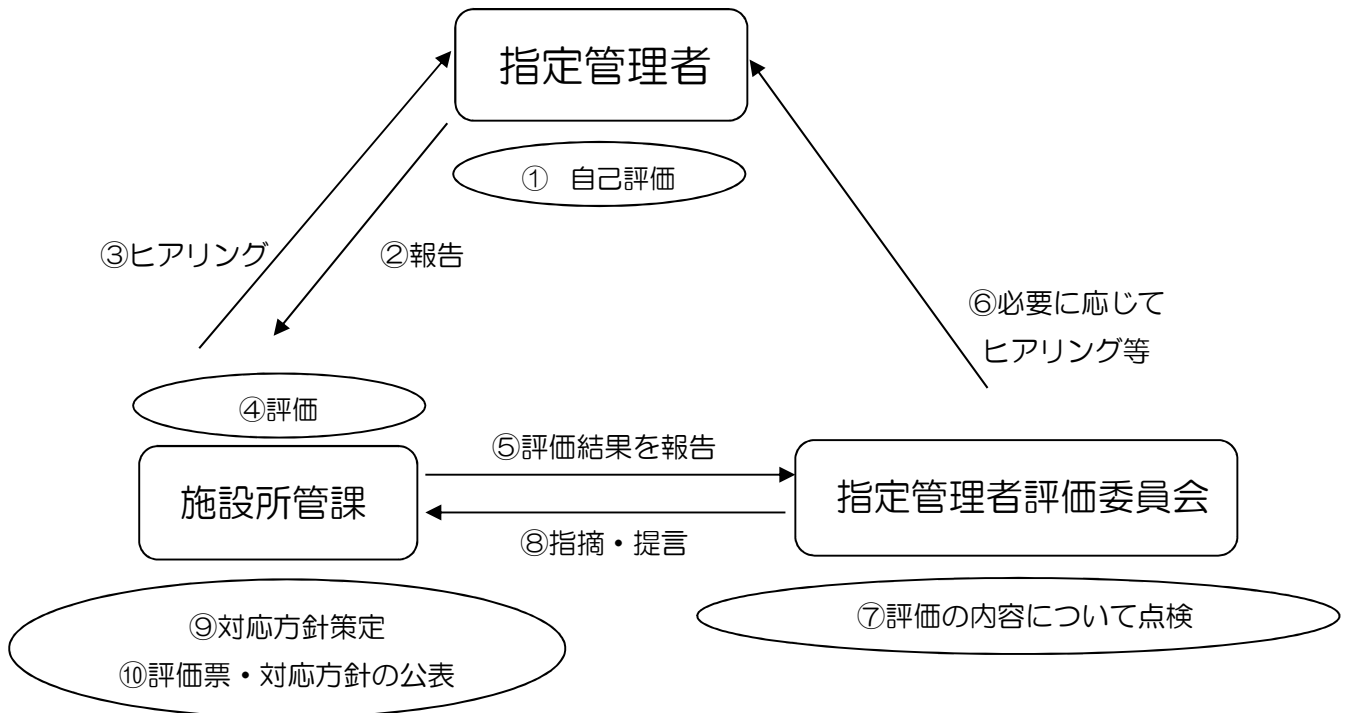 指定管理者
① 自己評価
③ヒアリング
②報告
⑥必要に応じて
ヒアリング等
④評価
⑤評価結果を報告
施設所管課
指定管理者評価委員会
⑧指摘・提言
⑨対応方針策定
⑦評価の内容について点検
⑩評価票・対応方針の公表